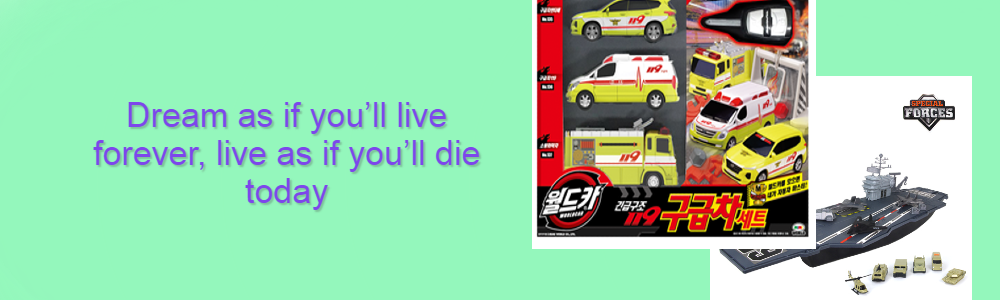 Dream as if you’ll live
forever, live as if you’ll die
today
119
119
119
월드카
WORLDCAR
긴급구조
119 구급차세트
SPECIAL
FORCES